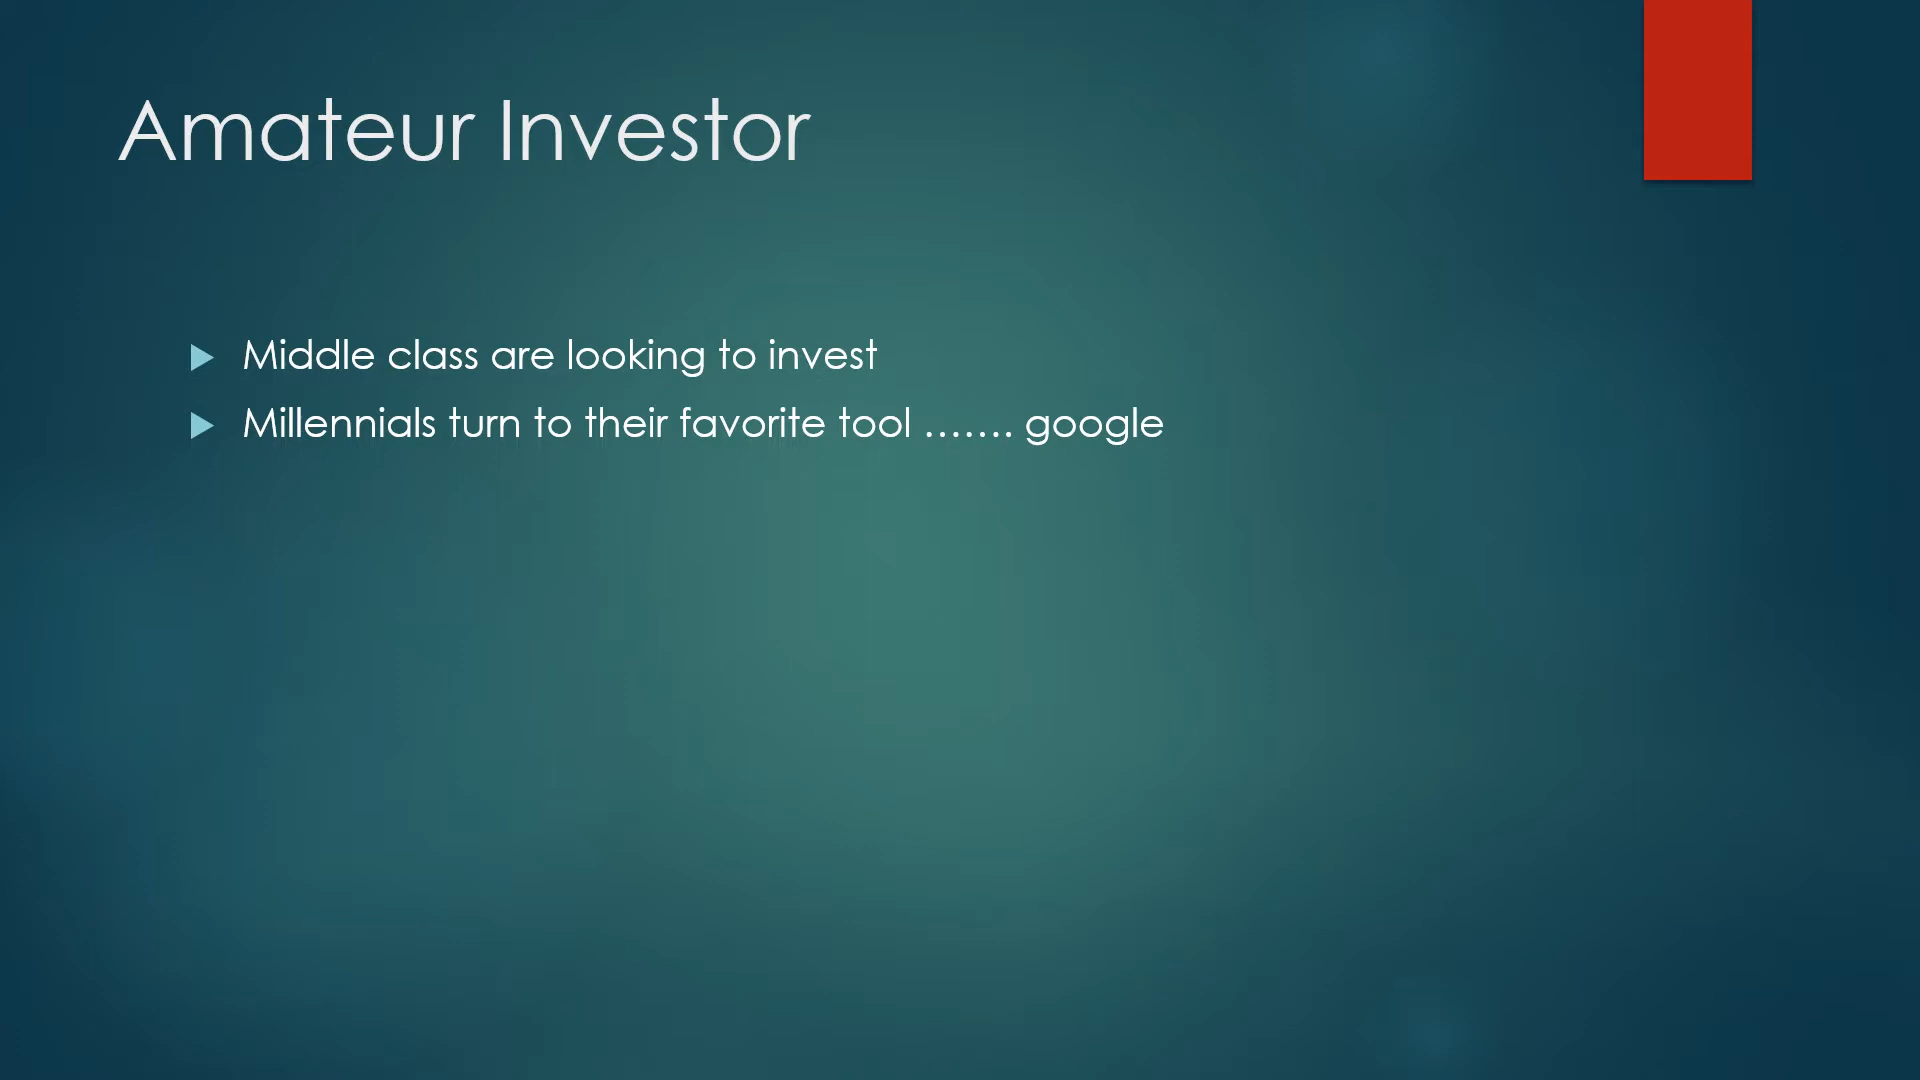 Amateur Investor
Middle class are looking to invest
Millennials turn to their favorite tool ....... google